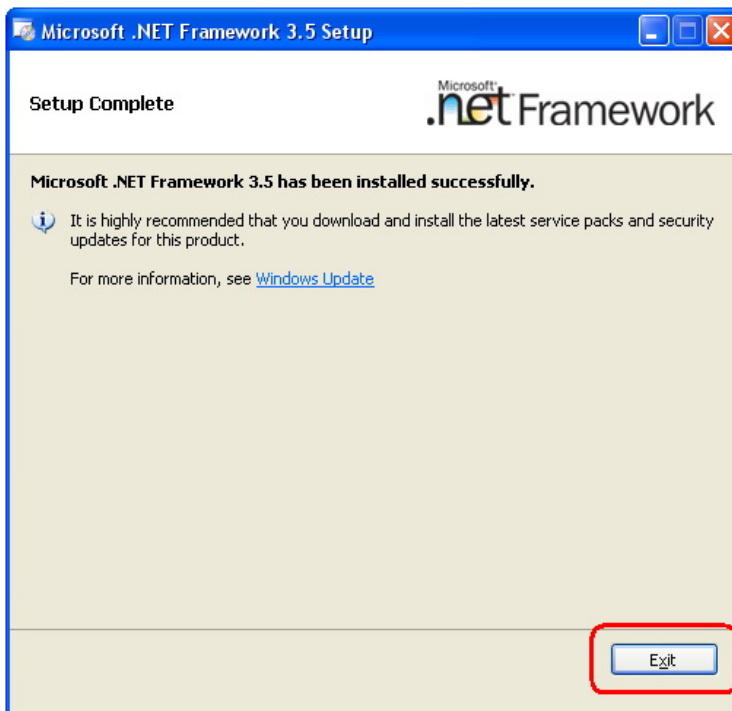 Microsoft .NET Framework 3.5 Setup
Setup Complete
Microsoft
.net Framework
Microsoft .NET Framework 3.5 has been installed successfully.
It is highly recommended that you download and install the latest service packs and security
updates for this product.
For more information, see Windows Update
Exit